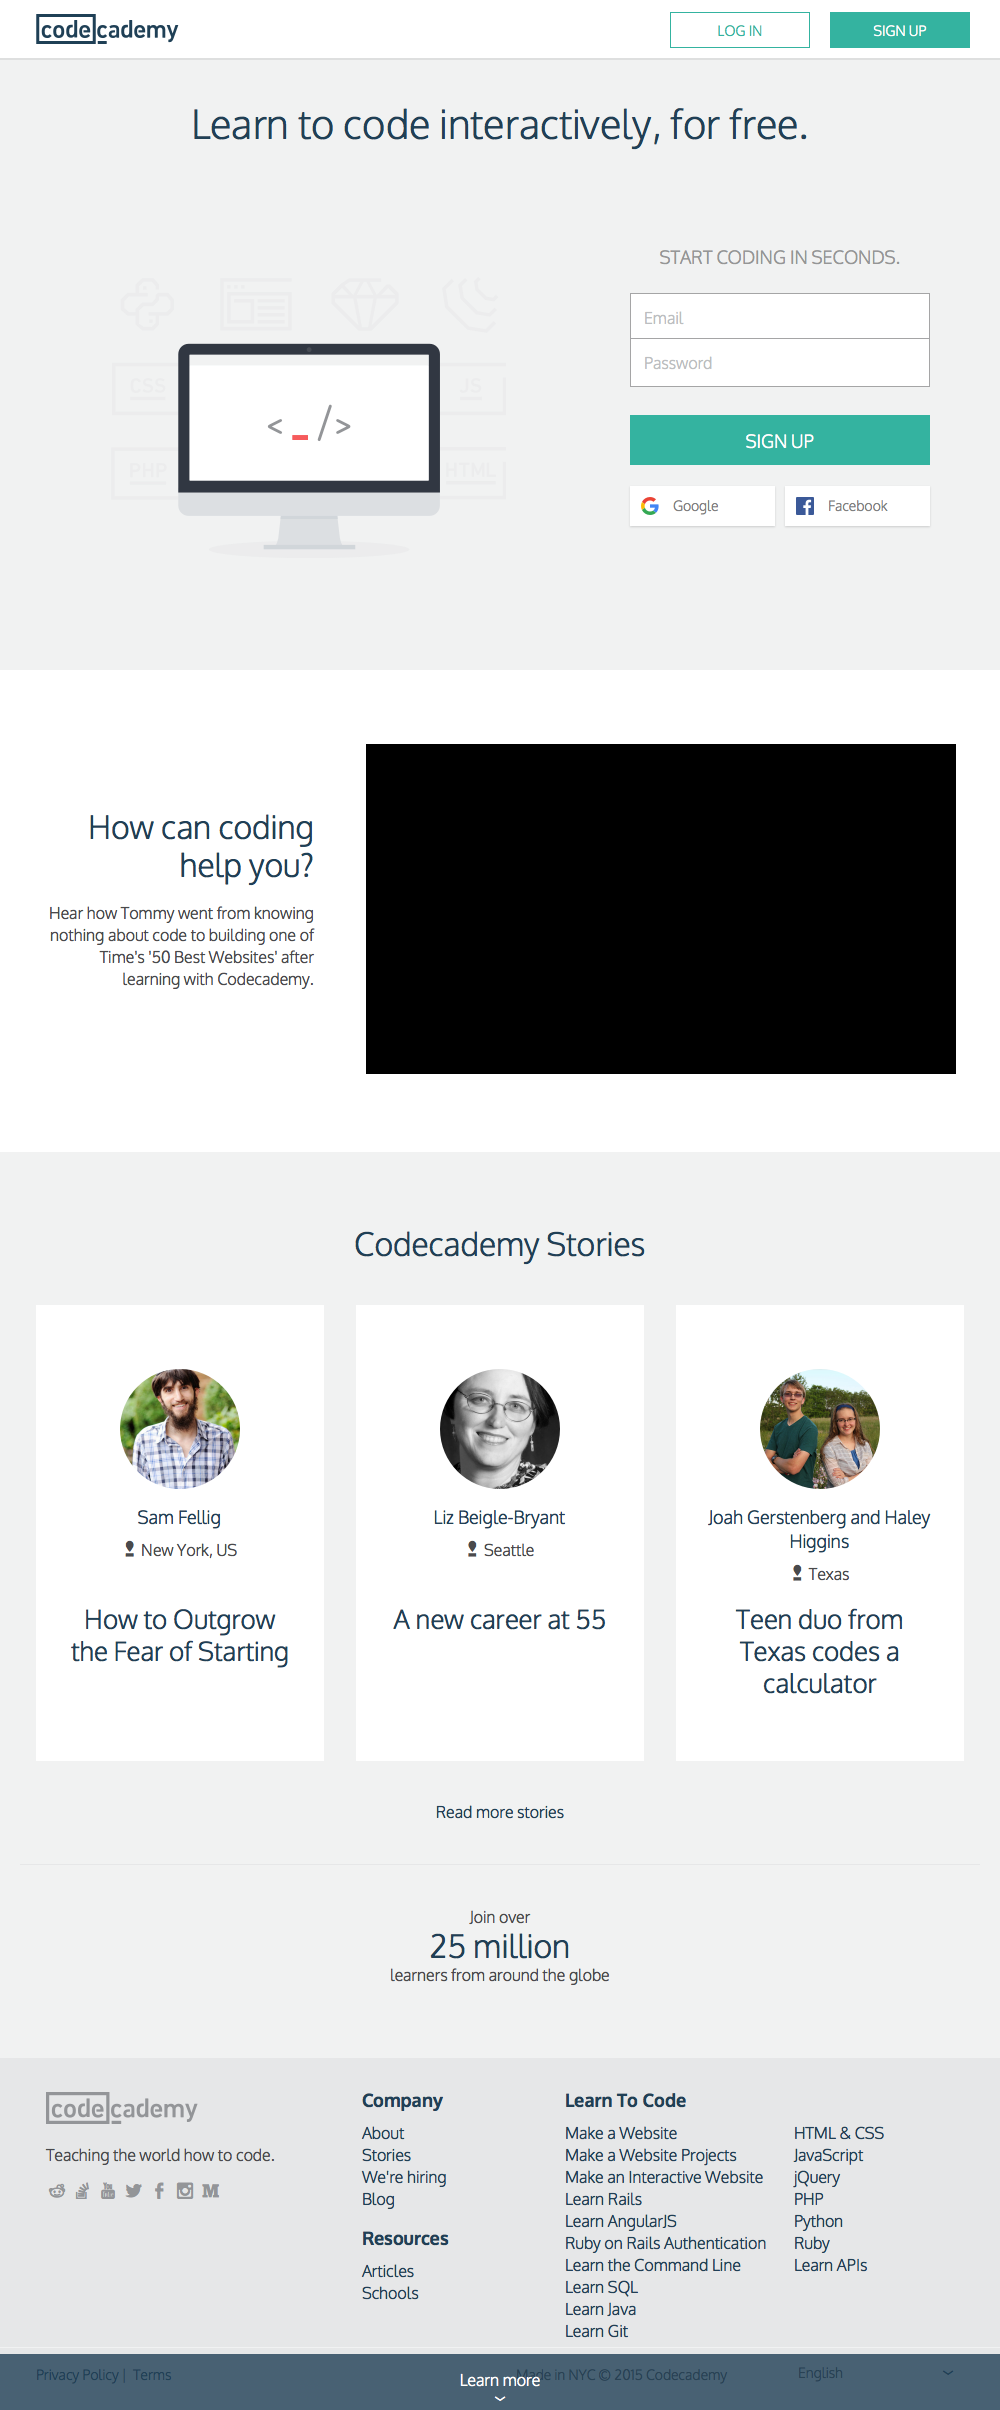 codecademy
LOG IN
SIGN UP
Learn to code interactively, for free.
START CODING IN SECONDS.
Email
Password
SIGN UP
Google
Facebook
CSS
JS
PHP
HTML
< _ />
How can coding
help you?
Hear how Tommy went from knowing
nothing about code to building one of
Time's '50 Best Websites' after
learning with Codecademy.
Codecademy Stories
Sam Fellig
New York, US
How to Outgrow
the Fear of Starting
Liz Beigle-Bryant
Seattle
A new career at 55
Joah Gerstenberg and Haley
Higgins
Texas
Teen duo from
Texas codes a
calculator
Read more stories
Join over
25 million
learners from around the globe
codecademy
Teaching the world how to code.
Company
About
Stories
We're hiring
Blog
Resources
Articles
Schools
Learn To Code
Make a Website
Make a Website Projects
Make an Interactive Website
Learn Rails
Learn AngularJS
Ruby on Rails Authentication
Learn the Command Line
Learn SQL
Learn Java
Learn Git
HTML & CSS
JavaScript
jQuery
PHP
Python
Ruby
Learn APIs
Privacy Policy | Terms
Made in NYC © 2015 Codecademy
English
Learn more